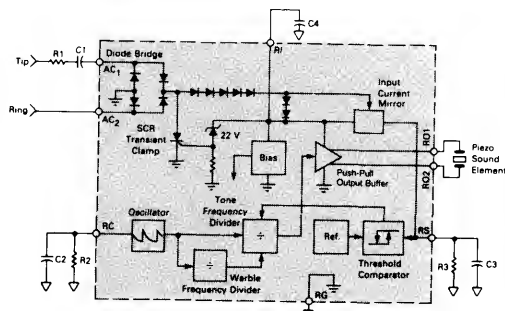 C4
RI
Tip
R1
C1
Diode Bridge
AC1
Ring
AC2
Input
Current
Mirror
SCR
Transient
Clamp
22 V
Bias
RO1
RO2
Piezo
Sound
Element
Push-Pull
Output Buffer
Tone
Frequency
Divider
RC
Oscillator
÷
Ref.
RS
Threshold
Comparator
÷
Warble
Frequency Divider
C2
R2
R3
C3
RG